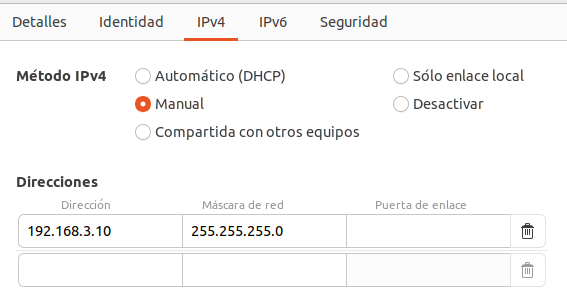 Detalles Identidad IPv4 IPv6 Seguridad
Método IPv4 Automático (DHCP) Sólo enlace local
Manual Desactivar
Compartida con otros equipos
Direcciones
Dirección Máscara de red Puerta de enlace
192.168.3.10 255.255.255.0